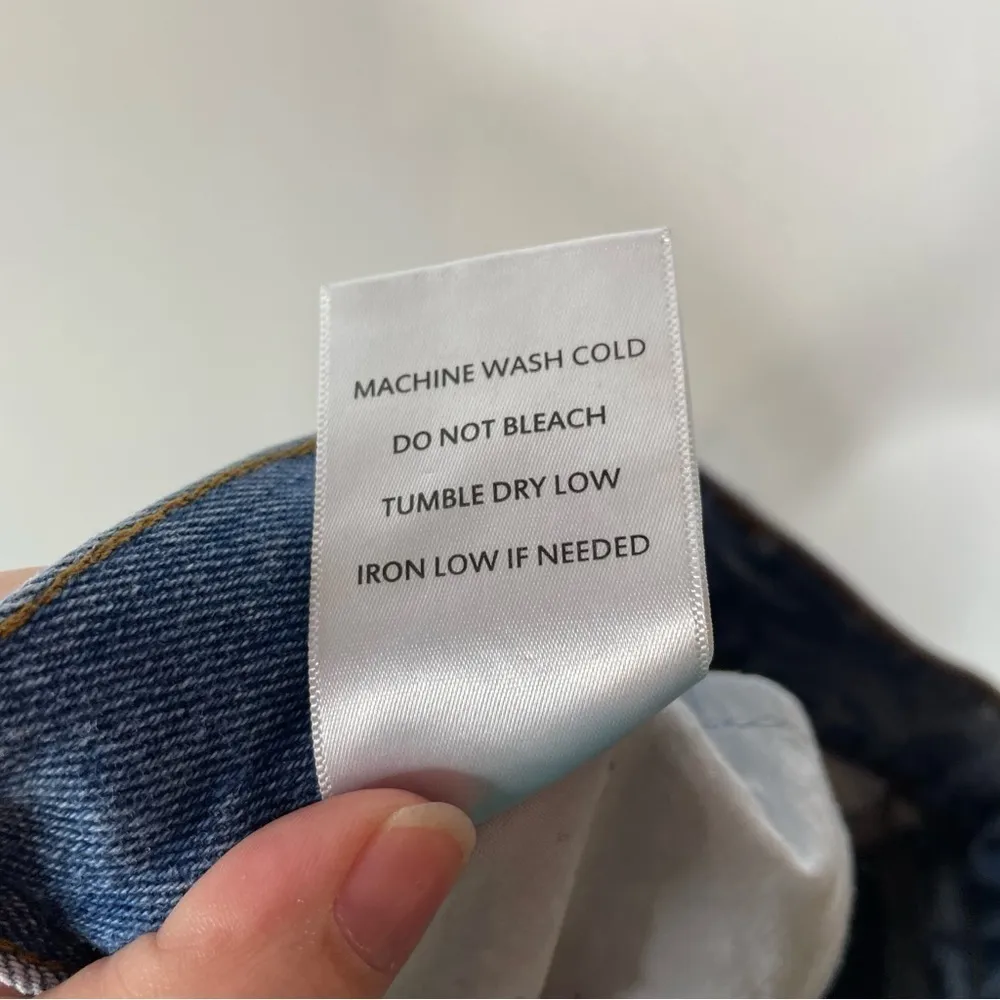 MACHINE WASH COLD
DO NOT BLEACH
TUMBLE DRY LOW
IRON LOW IF NEEDED